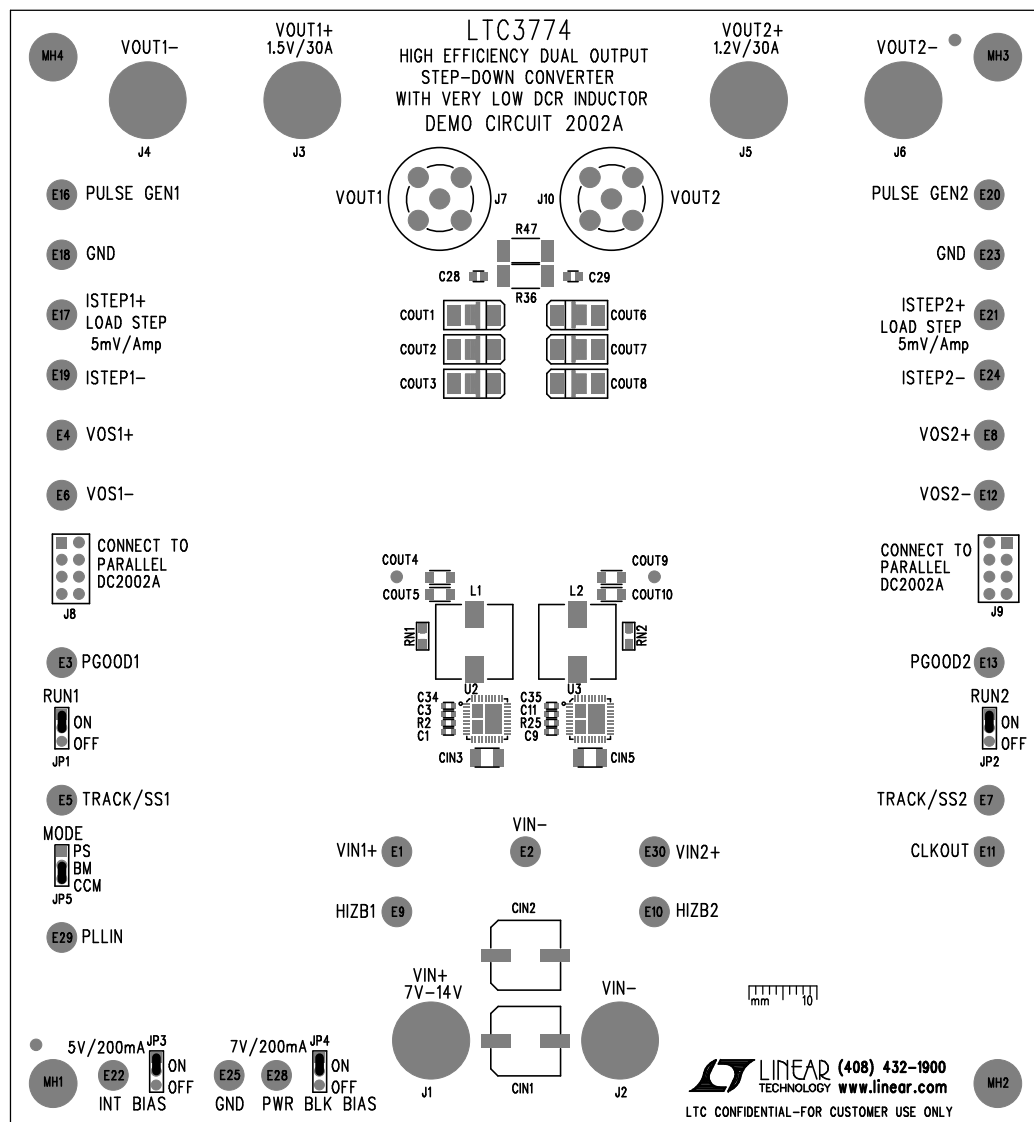 LTC3774
HIGH EFFICIENCY DUAL OUTPUT
STEP-DOWN CONVERTER
WITH VERY LOW DCR INDUCTOR
DEMO CIRCUIT 2002A
MH4
VOUT1-
J4
VOUT1+
1.5V/30A
J3
VOUT2+
1.2V/30A
J5
VOUT2-
J6
MH3
VOUT1
J7
J10
VOUT2
E16 PULSE GEN1
PULSE GEN2 E20
R47
E18 GND
GND E23
C28
C29
R36
E17 ISTEP1+
LOAD STEP
5mV/Amp
ISTEP2+ E21
LOAD STEP
5mV/Amp
COUT1
COUT6
COUT2
COUT7
COUT3
COUT8
E19 ISTEP1-
ISTEP2- E24
E4 VOS1+
VOS2+ E8
E6 VOS1-
VOS2- E12
CONNECT TO
PARALLEL
DC2002A
J8
CONNECT TO
PARALLEL
DC2002A
J9
COUT4
COUT9
COUT5
L1
L2
COUT10
RN1
RN2
E3 PGOOD1
PGOOD2 E13
U2
U3
RUN1
ON
OFF
JP1
C34
C3
R2
C1
C35
C11
R25
C9
RUN2
ON
OFF
JP2
CIN3
CIN5
E5 TRACK/SS1
TRACK/SS2 E7
MODE
PS
BM
CCM
JP5
VIN1+ E1
VIN-
E2
E30 VIN2+
CLKOUT E11
HIZB1 E9
E10 HIZB2
CIN2
E29 PLLIN
VIN+
7V-14V
J1
VIN-
J2
CIN1
mm 10
5V/200mA
JP3
ON
OFF
MH1
E22
INT BIAS
7V/200mA
JP4
ON
OFF
E25
GND
E28
PWR BLK BIAS
LINEAR
TECHNOLOGY
(408) 432-1900
www.linear.com
LTC CONFIDENTIAL-FOR CUSTOMER USE ONLY
MH2